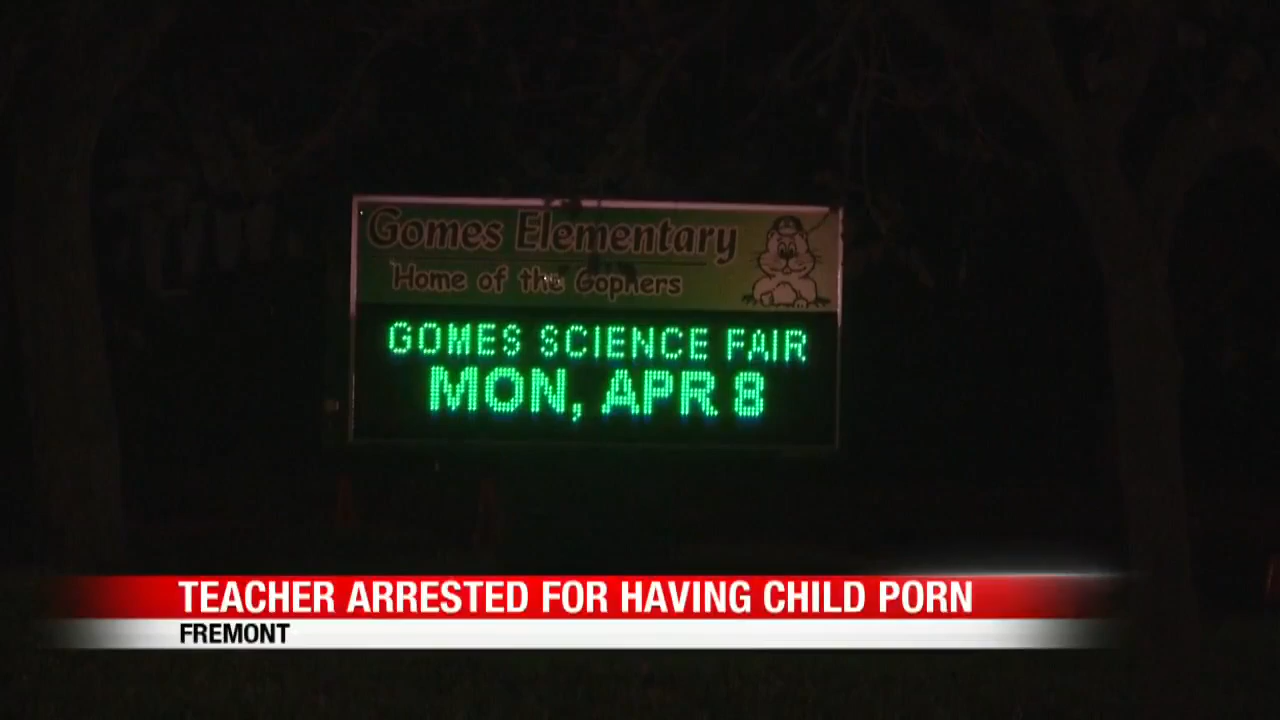 Gomes Elementary
Home of the Gophers
GOMES SCIENCE FAIR
MON, APR 8
TEACHER ARRESTED FOR HAVING CHILD PORN
FREMONT